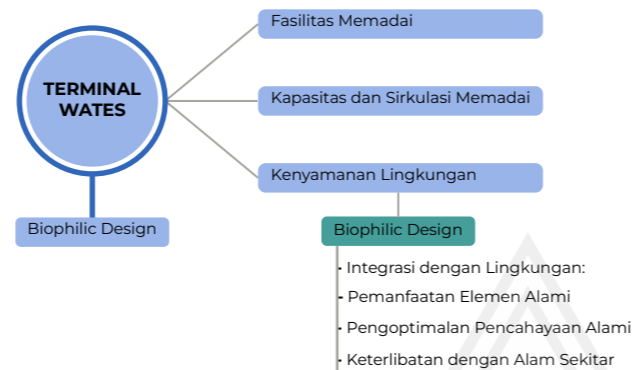 TERMINAL
WATES
Fasilitas Memadai
Kapasitas dan Sirkulasi Memadai
Kenyamanan Lingkungan
Biophilic Design
Biophilic Design
· Integrasi dengan Lingkungan:
- Pemanfaatan Elemen Alami
· Pengoptimalan Pencahayaan Alami
· Keterlibatan dengan Alam Sekitar